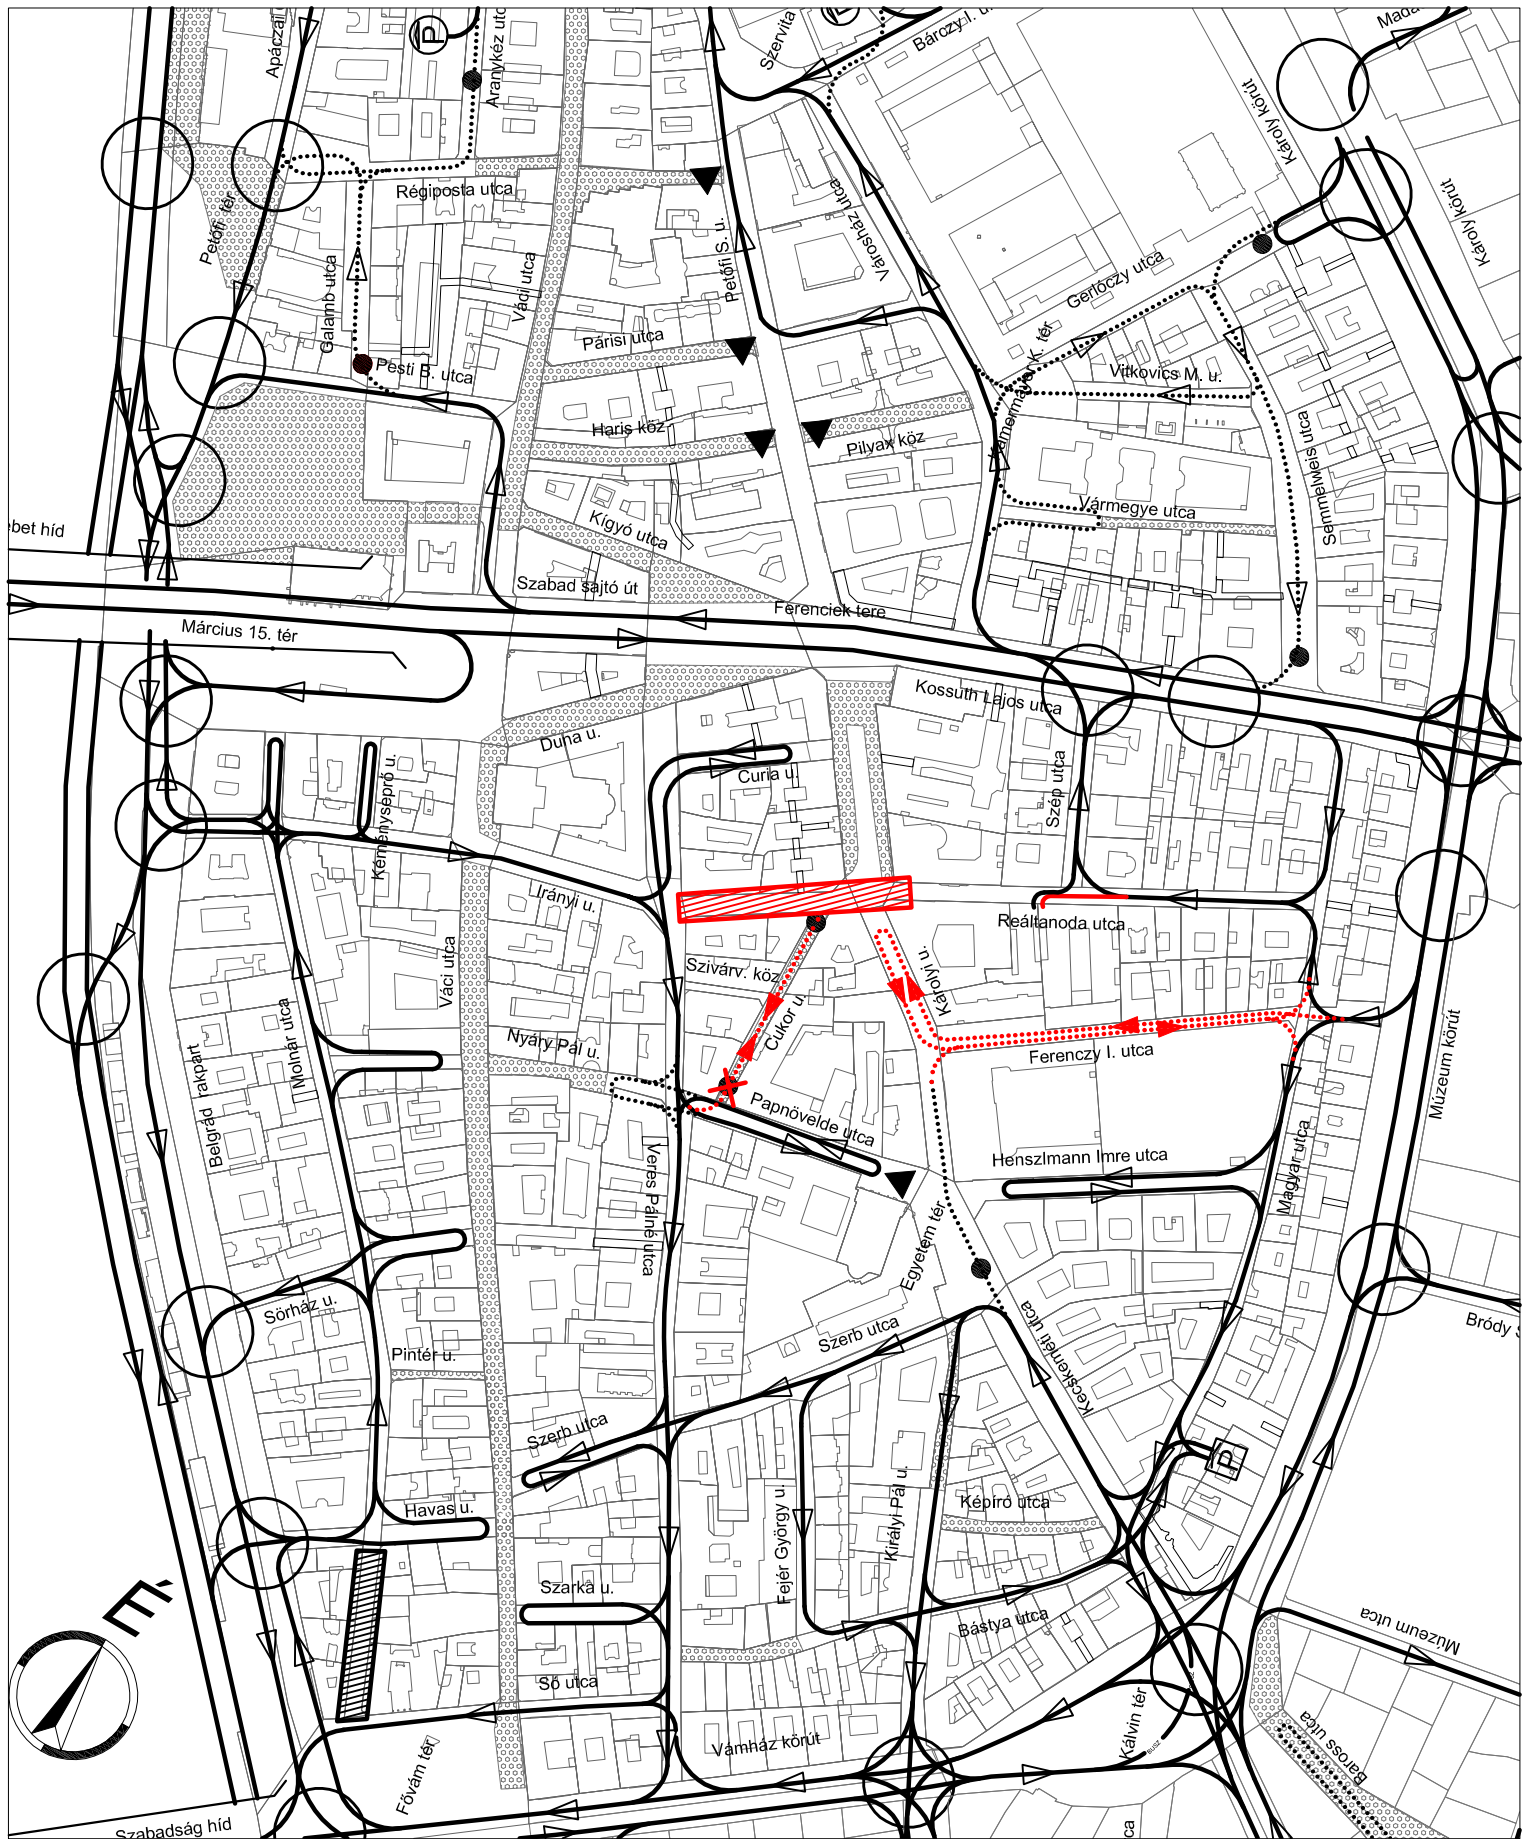 Apáczai
P
Aranykéz utc
Szervita
Bárczy I. u.
Károly körút
Petőfi tér
Régiposta utca
Galamb utca
Váci utca
Petőfi S. u.
Városház utca
Gerlóczy utca
Károly körút
Párisi utca
Pesti B. utca
Kamermayer k. tér
Vitkovics M. u.
Haris köz
Pilvax köz
Semmelweis utca
Vármegye utca
Kígyó utca
ebet híd
Szabad sajtó út
Ferenciek tere
Március 15. tér
Kossuth Lajos utca
Duna u.
Curia u.
Szép utca
Kéményseprő u.
Irányi u.
Reáltanoda utca
Váci utca
Szivárv. köz
Károlyi u.
Cukor u.
Nyáry Pál u.
Ferenczy I. utca
Molnár utca
Belgrád rakpart
Papnövelde utca
Múzeum körút
Veres Pálné utca
Henszlmann Imre utca
Magyar utca
Egyetem tér
Sörház u.
Szerb utca
Kecskeméti utca
Bródy S
Pintér u.
Szerb utca
P
Havas u.
Fejér György u.
Királyi Pál u.
Képíró utca
Szarka u.
É
Bástya utca
Múzeum utca
Só utca
Kálvin tér
Vámház körút
Baross utca
Fővám tér
Szabadság híd
ca